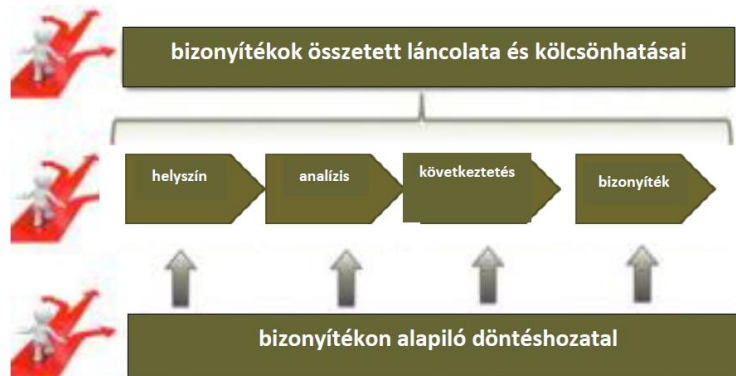 bizonyítékok összetett láncolata és kölcsönhatásai
helyszín
analízis
következtetés
bizonyíték
bizonyítékon alapiló döntéshozatal